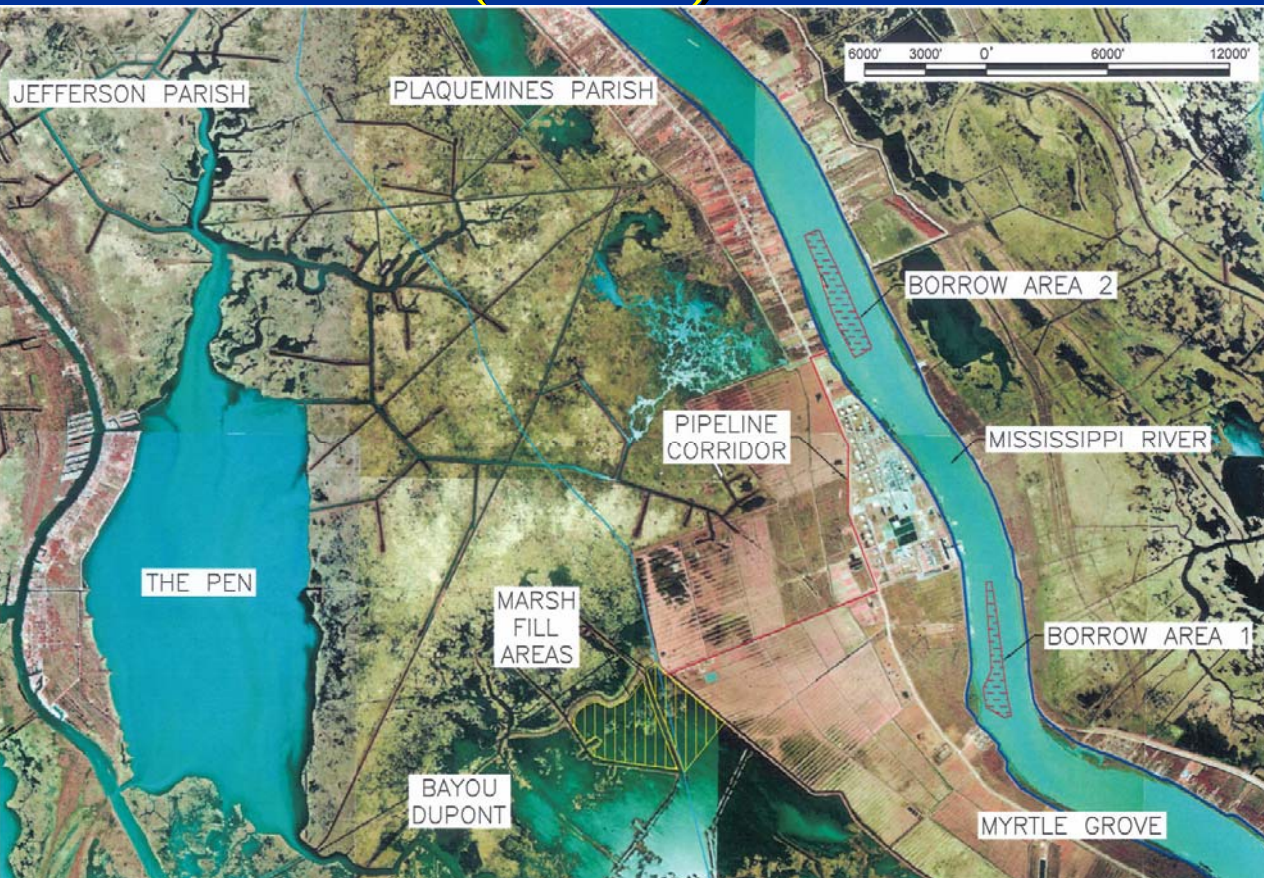 6000' 3000' 0' 6000' 12000'
JEFFERSON PARISH
PLAQUEMINES PARISH
BORROW AREA 2
PIPELINE
CORRIDOR
MISSISSIPPI RIVER
THE PEN
MARSH
FILL
AREAS
BORROW AREA 1
BAYOU
DUPONT
MYRTLE GROVE